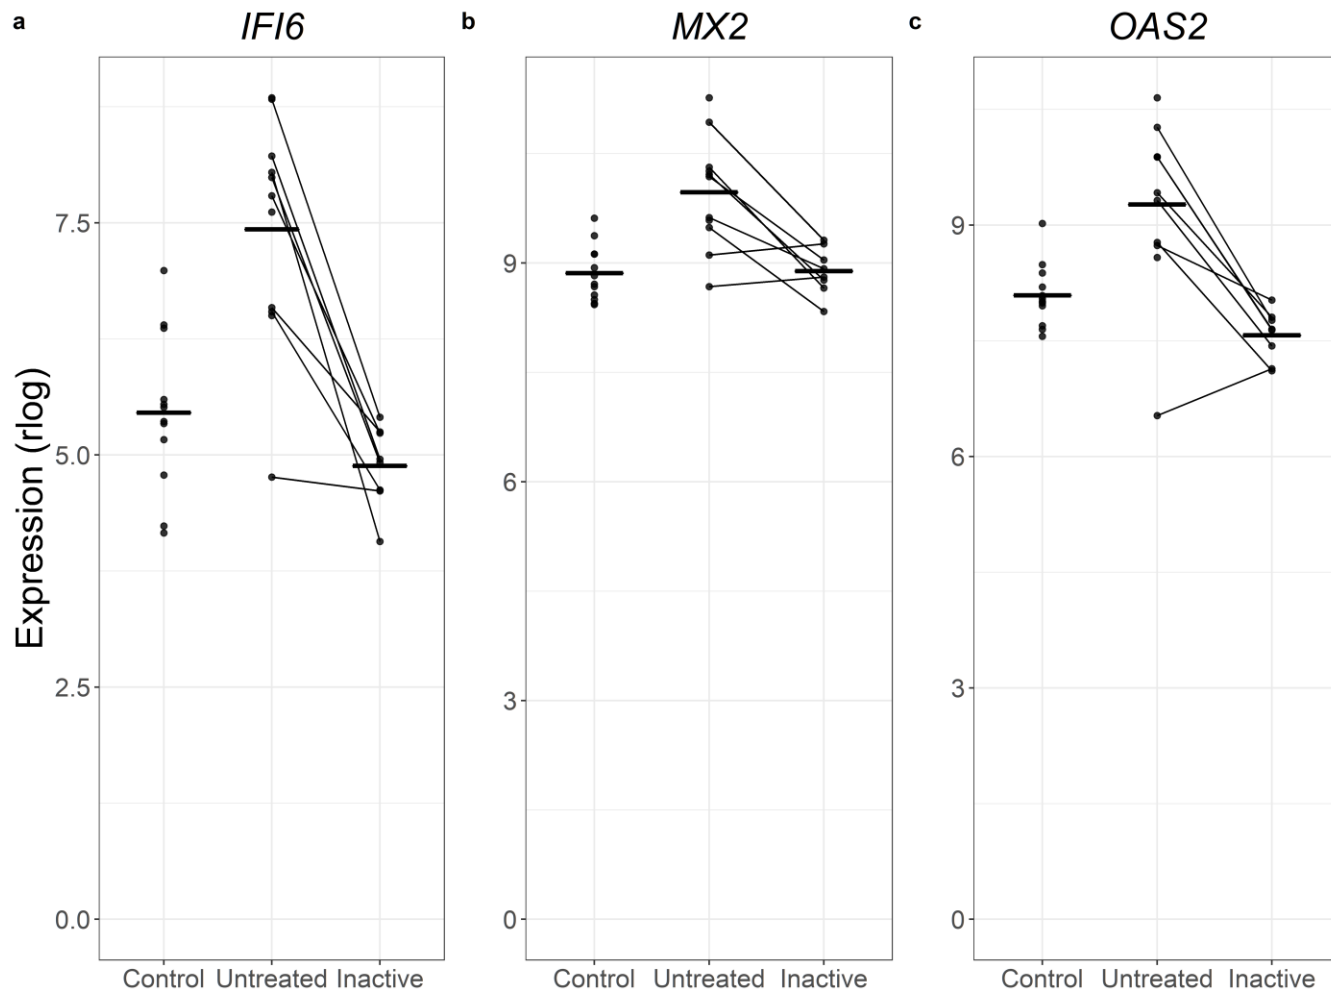 a
IFI6
b
MX2
c
OAS2
Expression (rlog)
7.5
5.0
2.5
0.0
Control Untreated Inactive
9
6
3
0
Control Untreated Inactive
9
6
3
0
Control Untreated Inactive